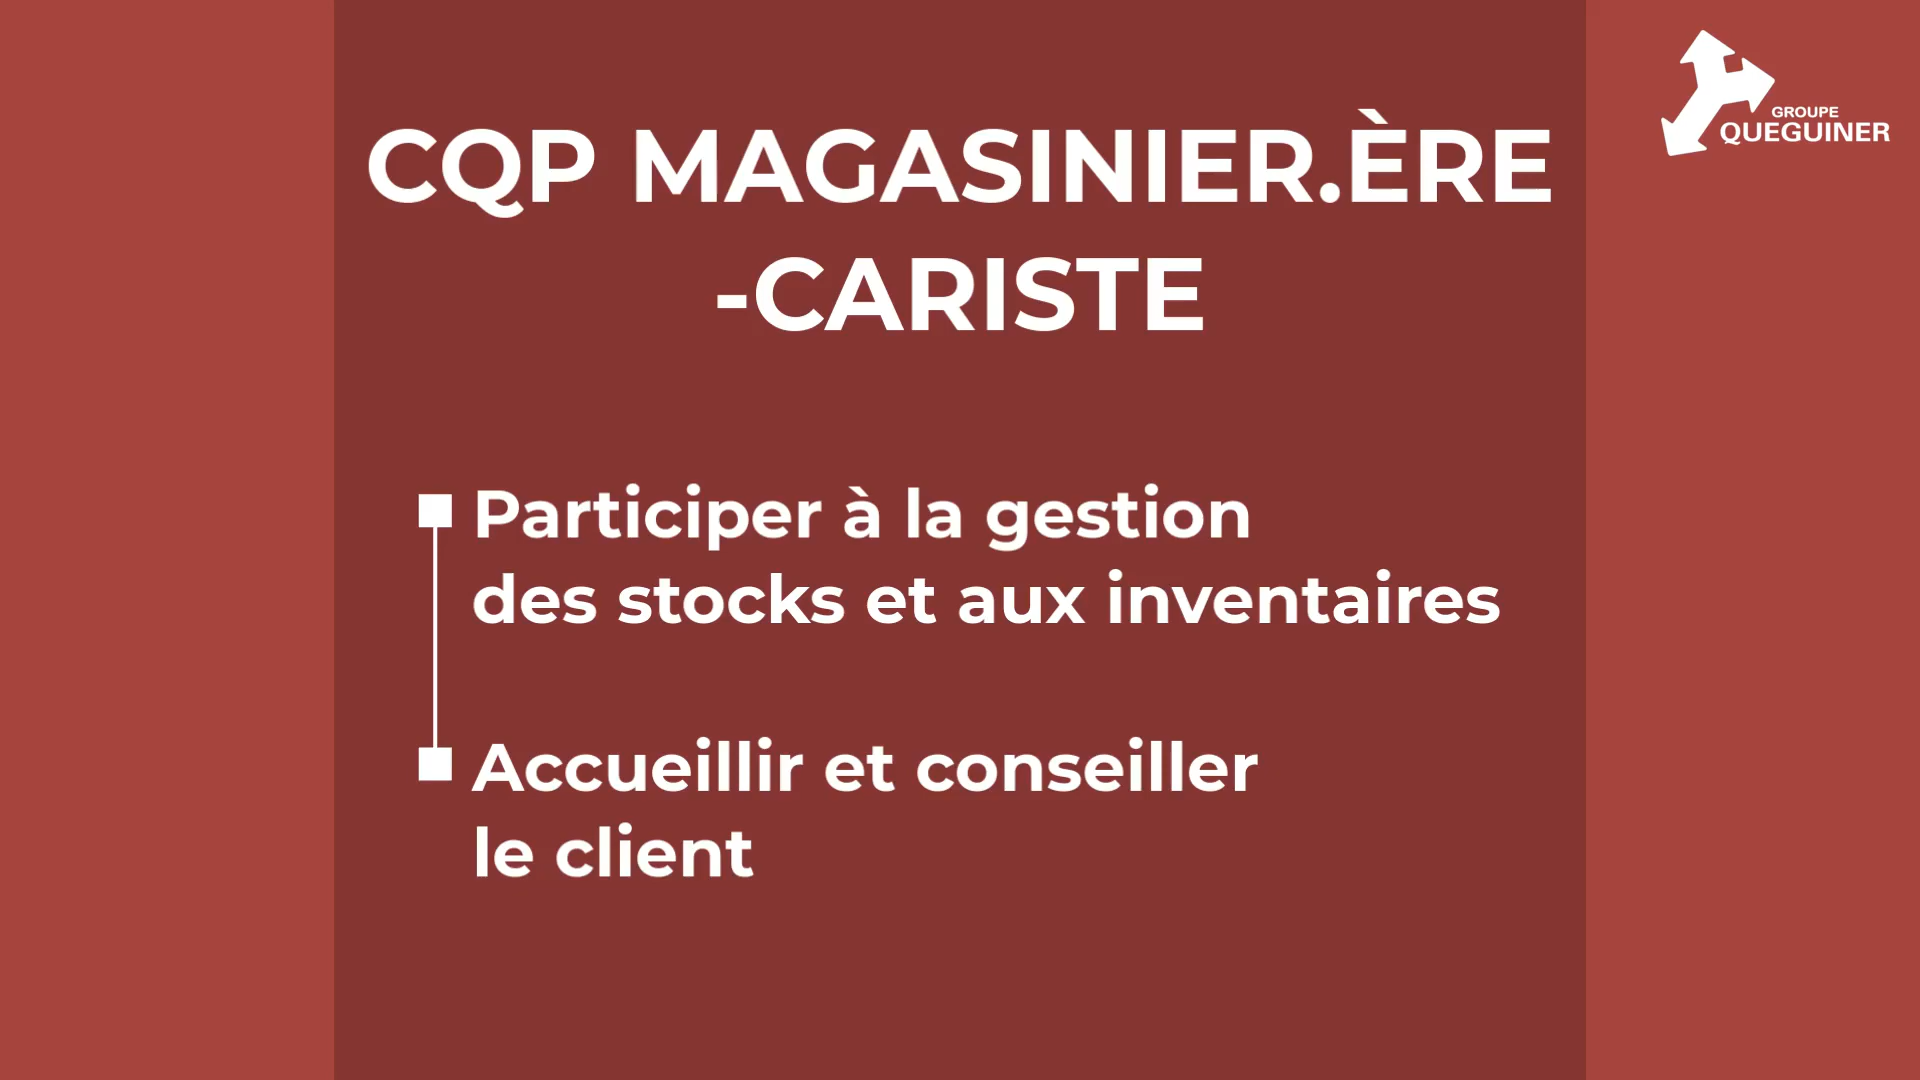 GROUPE
QUEGUINER
CQP MAGASINIER.ÈRE
-CARISTE
Participer à la gestion
des stocks et aux inventaires
Accueillir et conseiller
le client